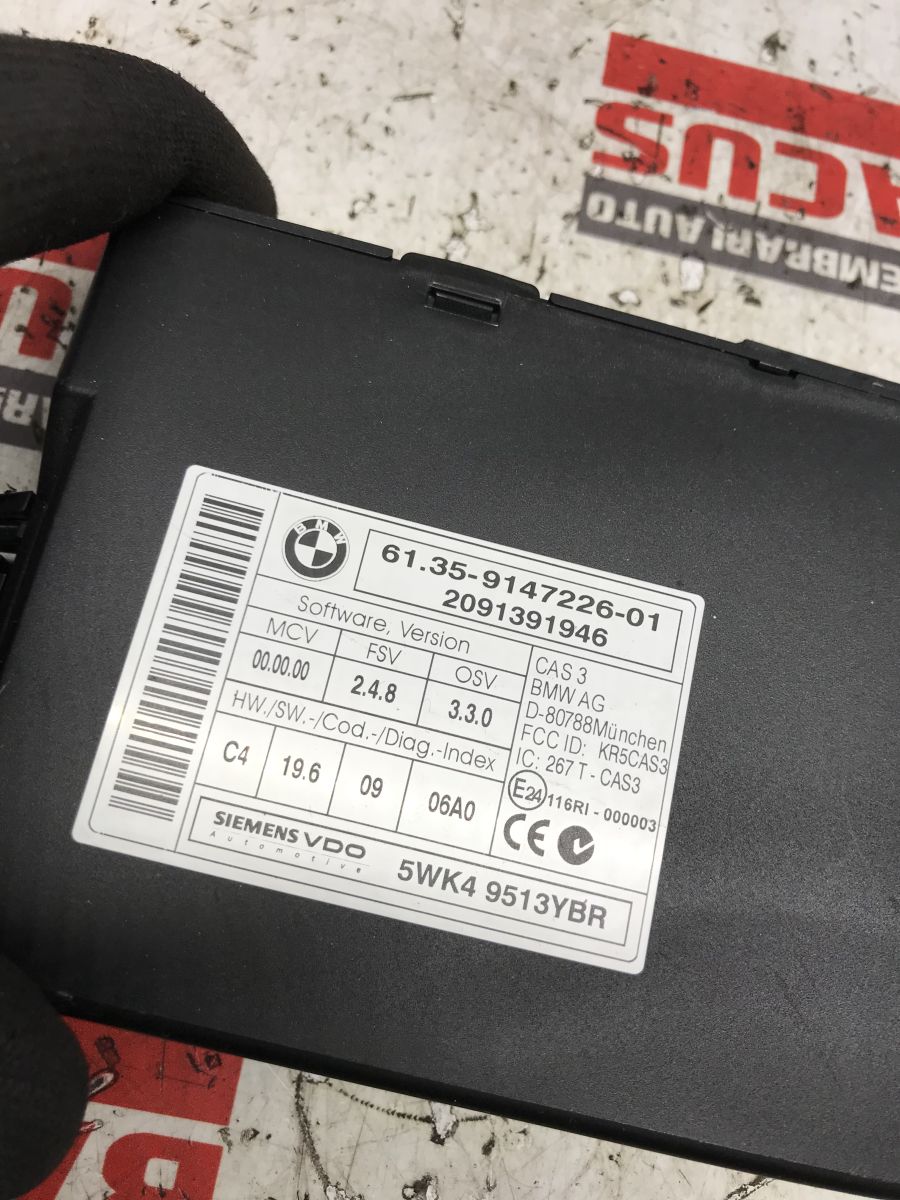 ACUS
EMBRARI AUTO
BMW
61.35-9147226-01
2091391946
Software, Version
MCV FSV OSV
00.00.00 2.4.8 3.3.0
HW./SW.-/Cod.-/Diag.-Index
C4 19.6 09 06A0
CAS 3
BMW AG
D-80788München
FCC ID: KR5CAS3
IC: 267 T - CAS3
E24 116RI - 000003
CE
SIEMENS VDO
Automotive
5WK4 9513YBR